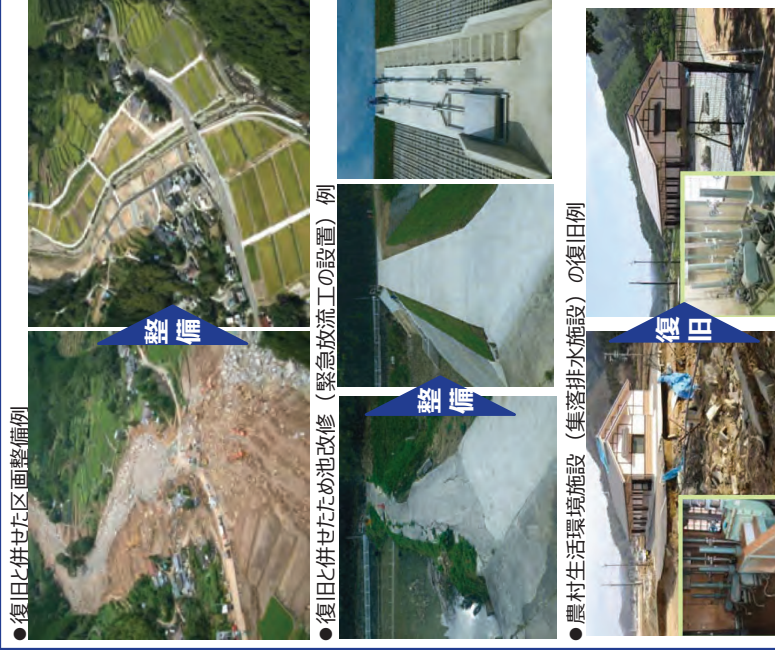 ●復旧と併せた区画整備例
整備
●復旧と併せたため池改修（緊急放流工の設置）例
整備
●農村生活環境施設（集落排水施設）の復旧例
復旧